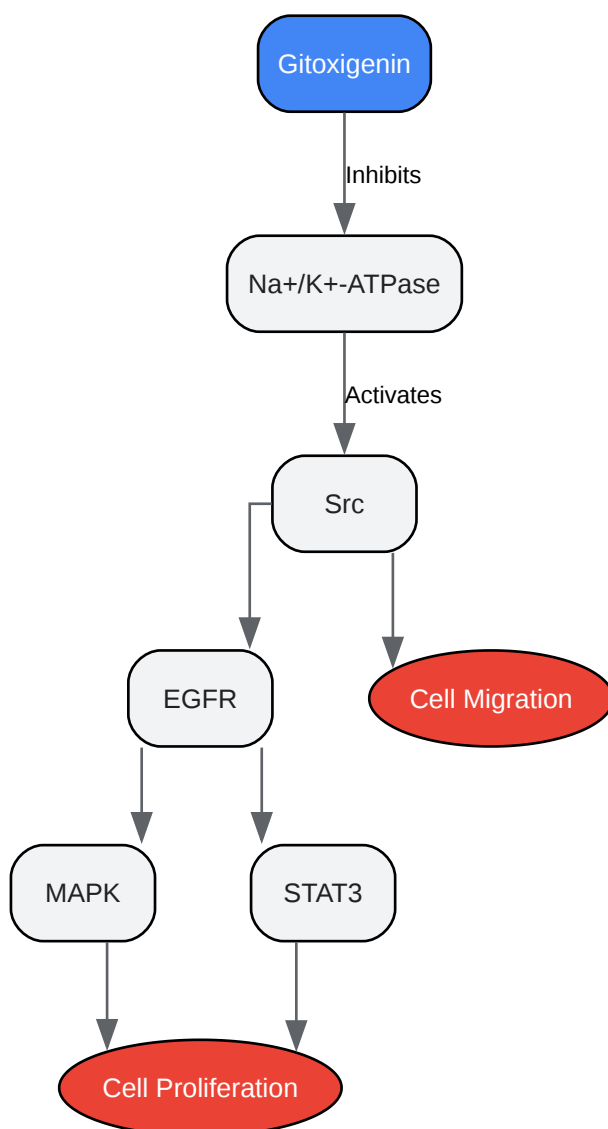 Gitoxigenin
Inhibits
Na+/K+-ATPase
Activates
Src
EGFR
Cell Migration
MAPK
STAT3
Cell Proliferation